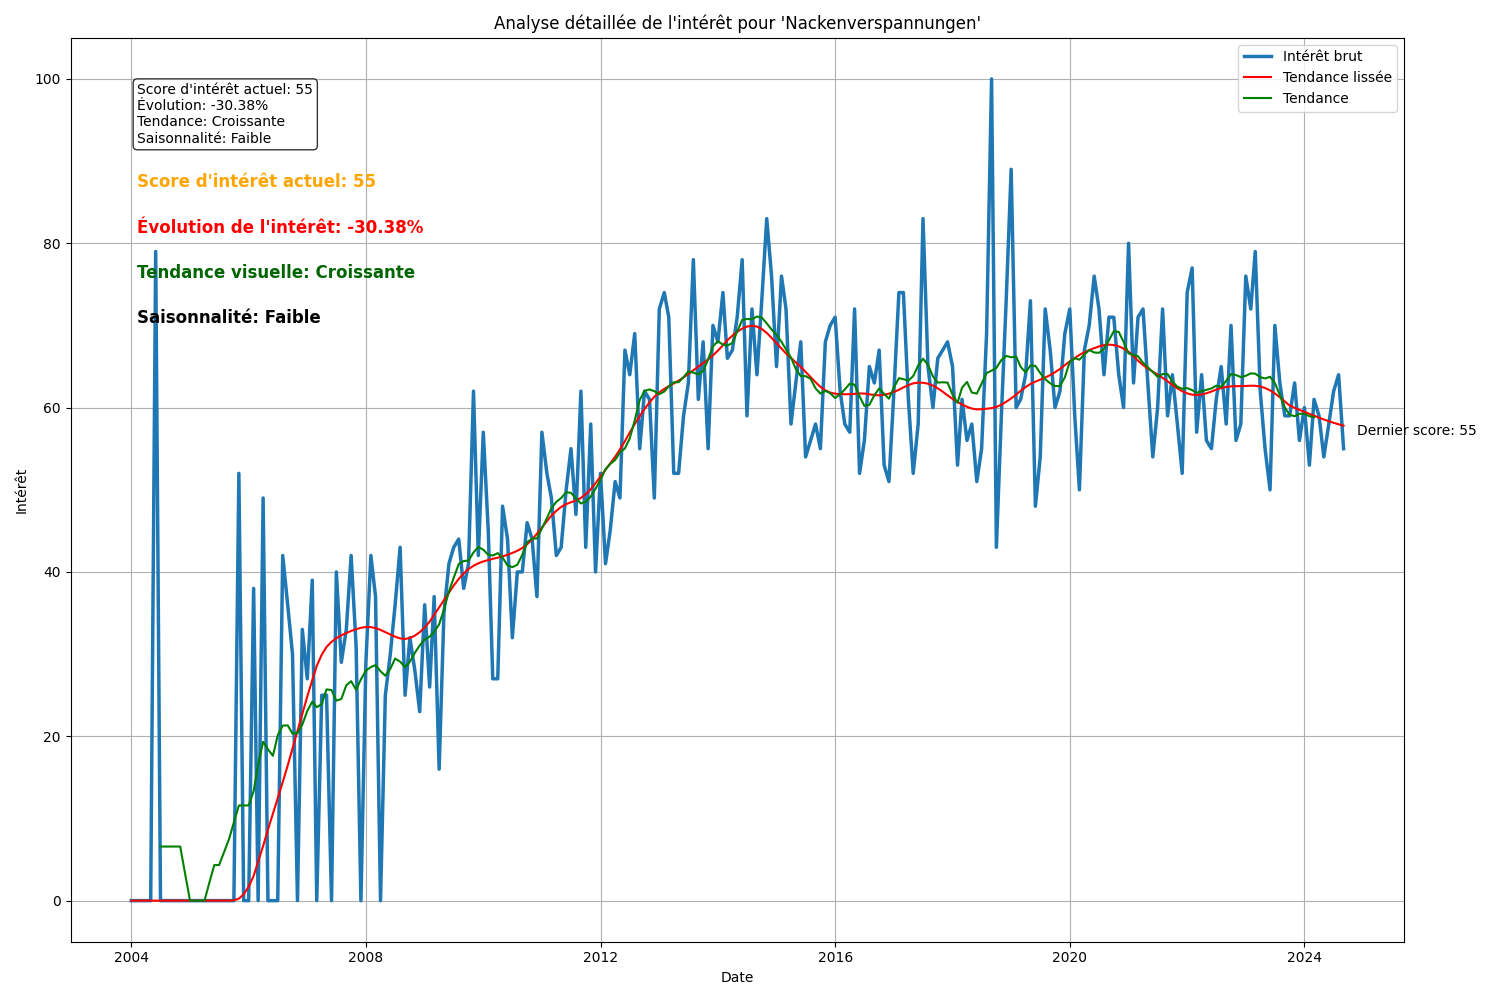 Analyse détaillée de l'intérêt pour 'Nackenverspannungen'
Intérêt brut
Tendance lissée
Tendance
Score d'intérêt actuel: 55
Évolution: -30.38%
Tendance: Croissante
Saisonnalité: Faible
Score d'intérêt actuel: 55
Évolution de l'intérêt: -30.38%
Tendance visuelle: Croissante
Saisonnalité: Faible
Dernier score: 55
Intérêt
100
80
60
40
20
0
2004 2008 2012 2016 2020 2024
Date